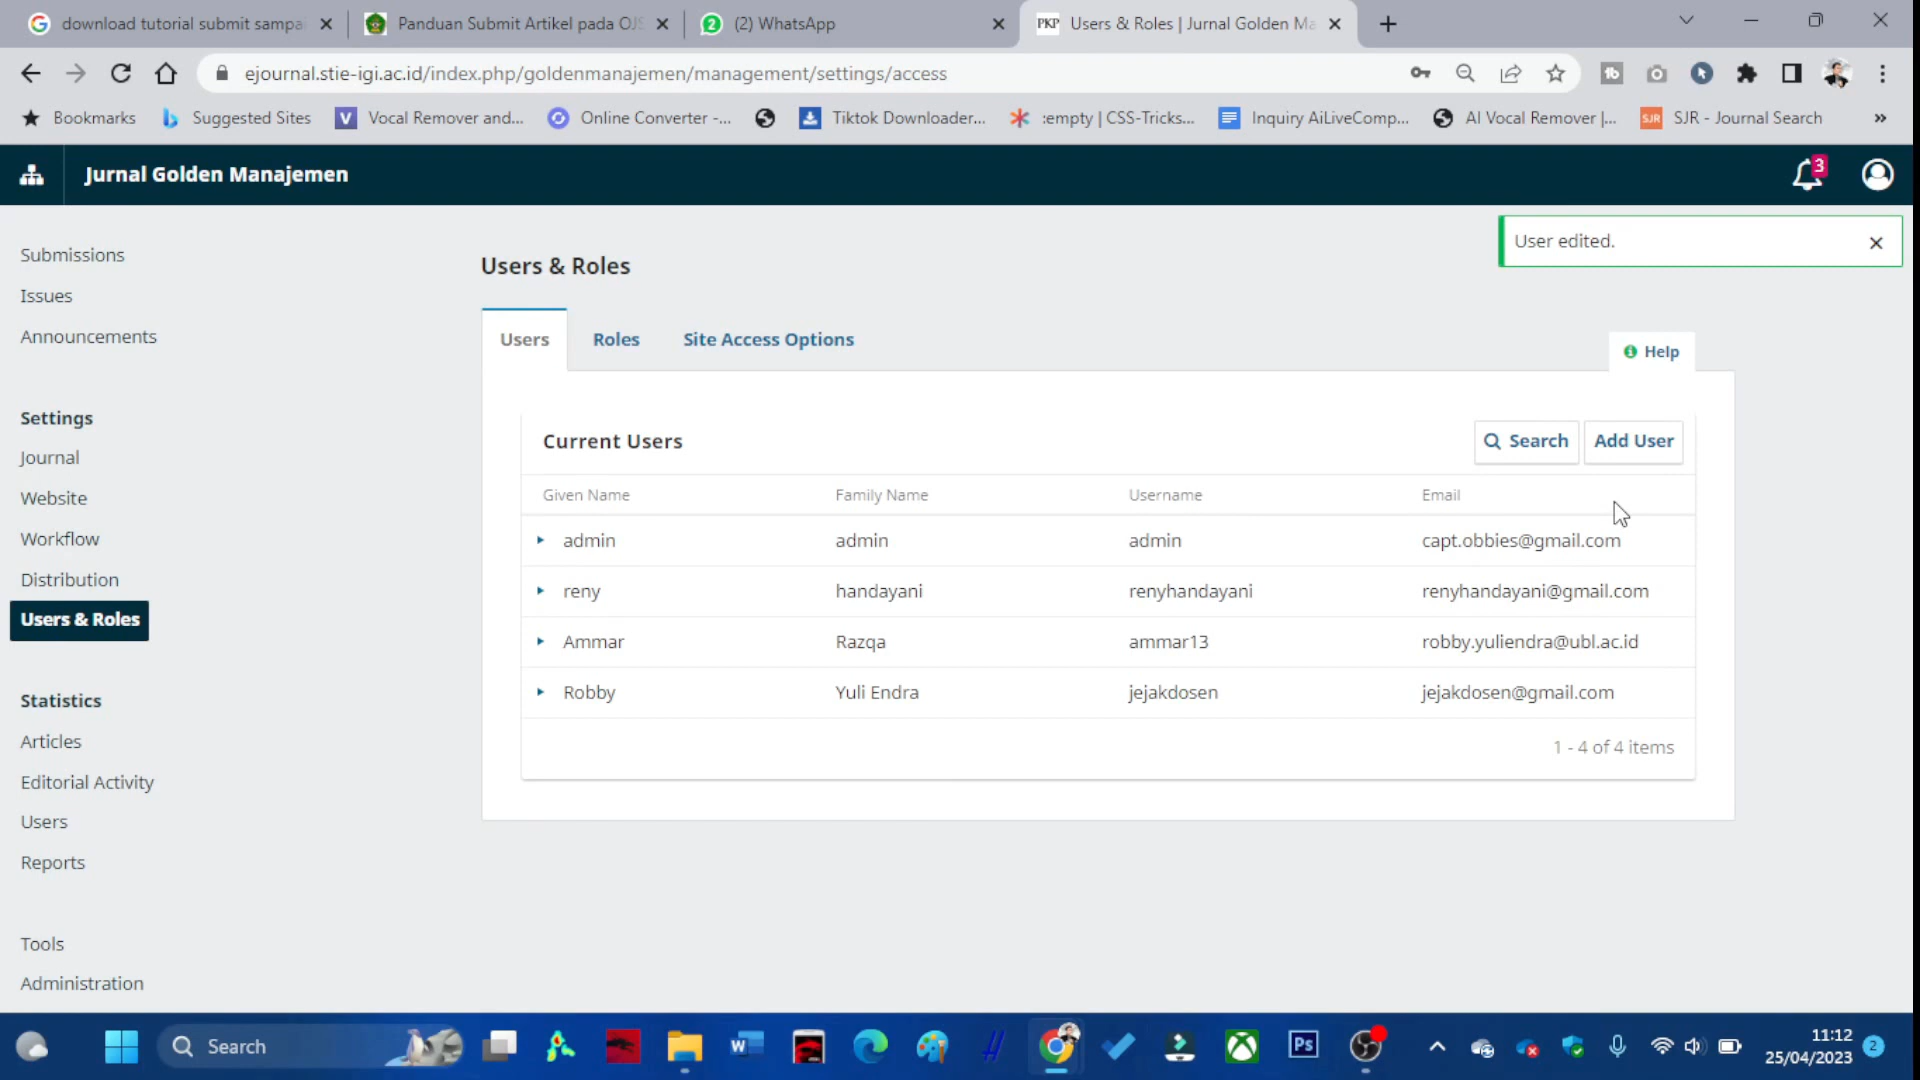 download tutorial submit sampa
Panduan Submit Artikel pada OJS
(2) WhatsApp
PKP Users & Roles | Jurnal Golden Ma
ejournal.stie-igi.ac.id/index.php/goldenmanajemen/management/settings/access
Bookmarks
Suggested Sites
Vocal Remover and...
Online Converter -...
Tiktok Downloader...
:empty | CSS-Tricks...
Inquiry AiLiveComp...
AI Vocal Remover |...
SJR SJR - Journal Search
Jurnal Golden Manajemen
3
User edited.
Submissions
Issues
Announcements
Settings
Journal
Website
Workflow
Distribution
Users & Roles
Statistics
Articles
Editorial Activity
Users
Reports
Tools
Administration
Users & Roles
Users Roles Site Access Options
Help
Current Users
Search Add User
Given Name Family Name Username Email
admin admin admin capt.obbies@gmail.com
reny handayani renyhandayani renyhandayani@gmail.com
Ammar Razqa ammar13 robby.yuliendra@ubl.ac.id
Robby Yuli Endra jejakdosen jejakdosen@gmail.com
1 - 4 of 4 items
Search
Ps
11:12
25/04/2023
2